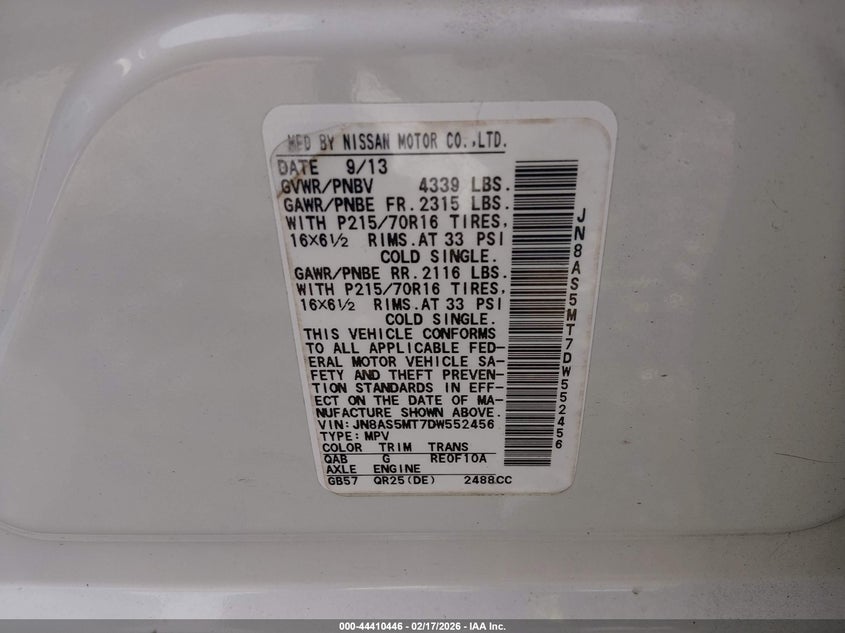 MFD BY NISSAN MOTOR CO.,LTD.
DATE 9/13
GVWR/PNBV 4339 LBS.
GAWR/PNBE FR. 2315 LBS.
WITH P215/70R16 TIRES,
16X6½ RIMS. AT 33 PSI
COLD SINGLE.
GAWR/PNBE RR. 2116 LBS.
WITH P215/70R16 TIRES,
16X6½ RIMS. AT 33 PSI
COLD SINGLE.
THIS VEHICLE CONFORMS
TO ALL APPLICABLE FED-
ERAL MOTOR VEHICLE SA-
FETY AND THEFT PREVEN-
TION STANDARDS IN EFF-
ECT ON THE DATE OF MA-
NUFACTURE SHOWN ABOVE.
VIN: JN8AS5MT7DW552456
TYPE: MPV
COLOR TRIM TRANS
QAB G RE0F10A
AXLE ENGINE
GB57 QR25(DE) 2488CC
JN8AS5MT7DW552456
000-44410446 - 02/17/2026 - IAA Inc.